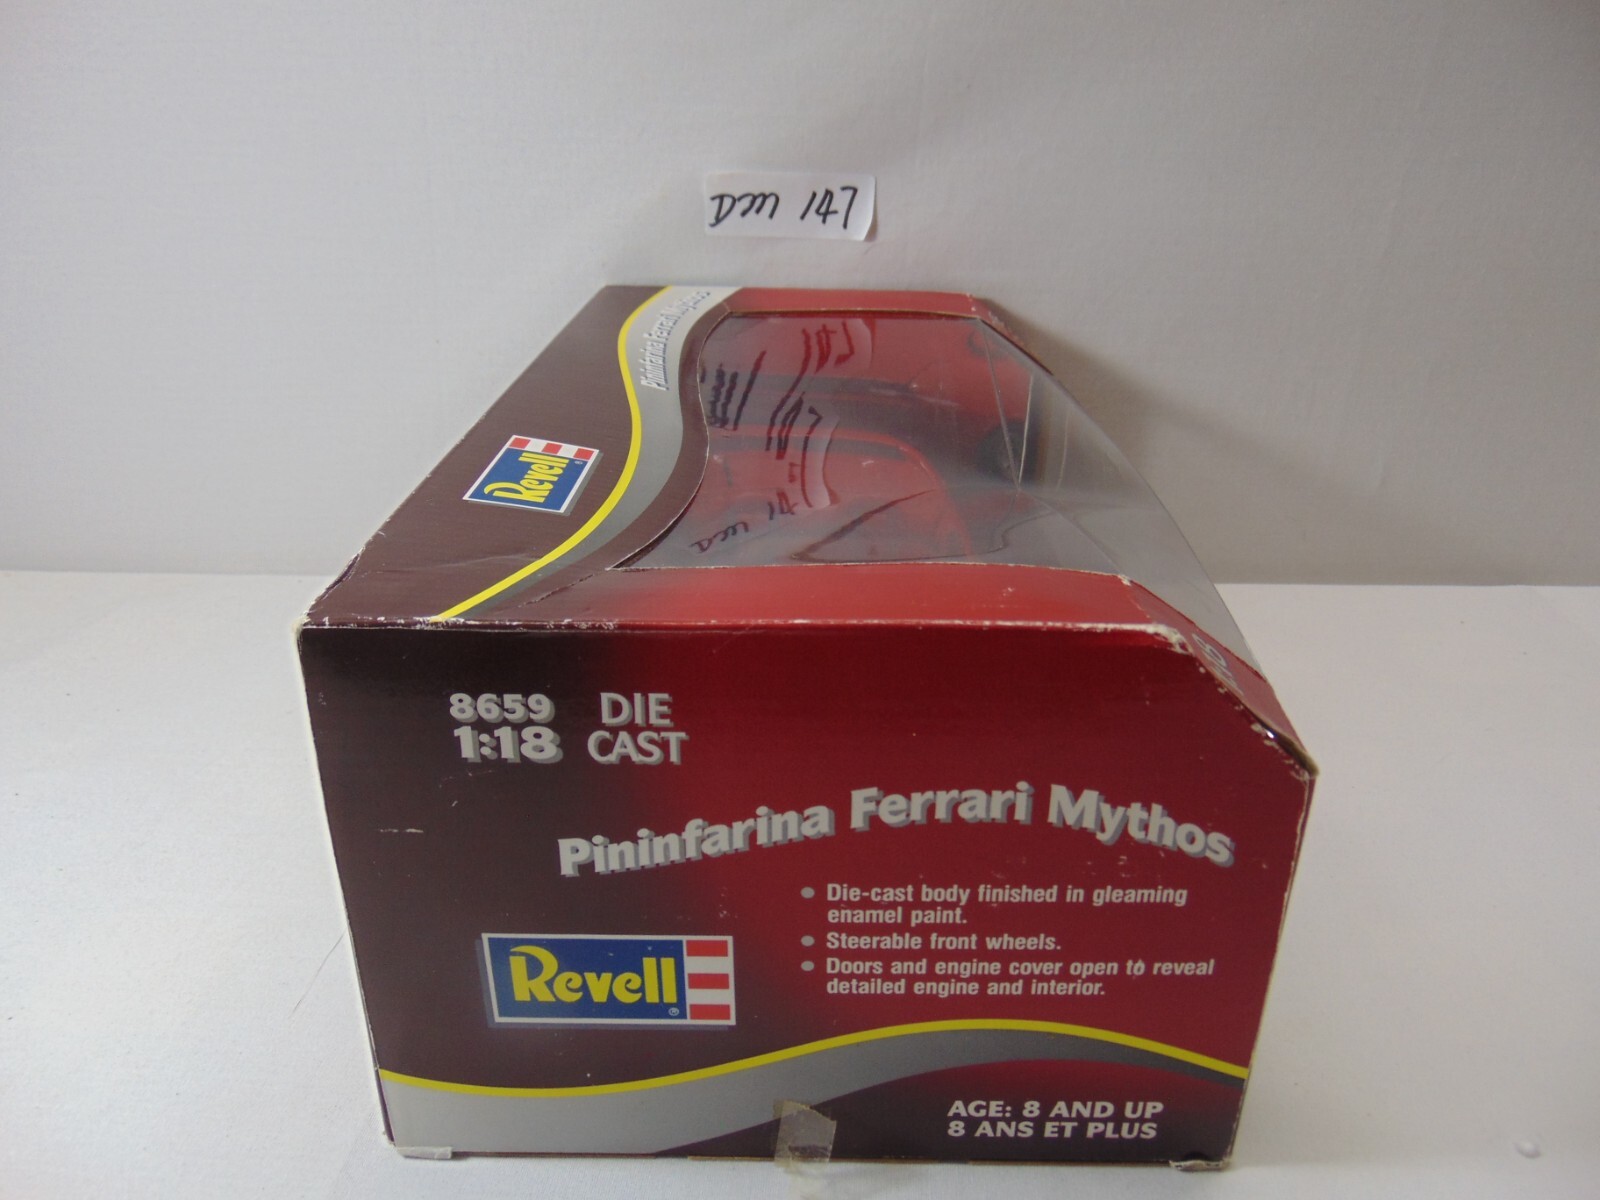 Dm 147
Pininfarina Ferrari Mythos
Revell
8659 DIE
1:18 CAST
Pininfarina Ferrari Mythos
• Die-cast body finished in gleaming
enamel paint.
• Steerable front wheels.
• Doors and engine cover open to reveal
detailed engine and interior.
Revell®
AGE: 8 AND UP
8 ANS ET PLUS